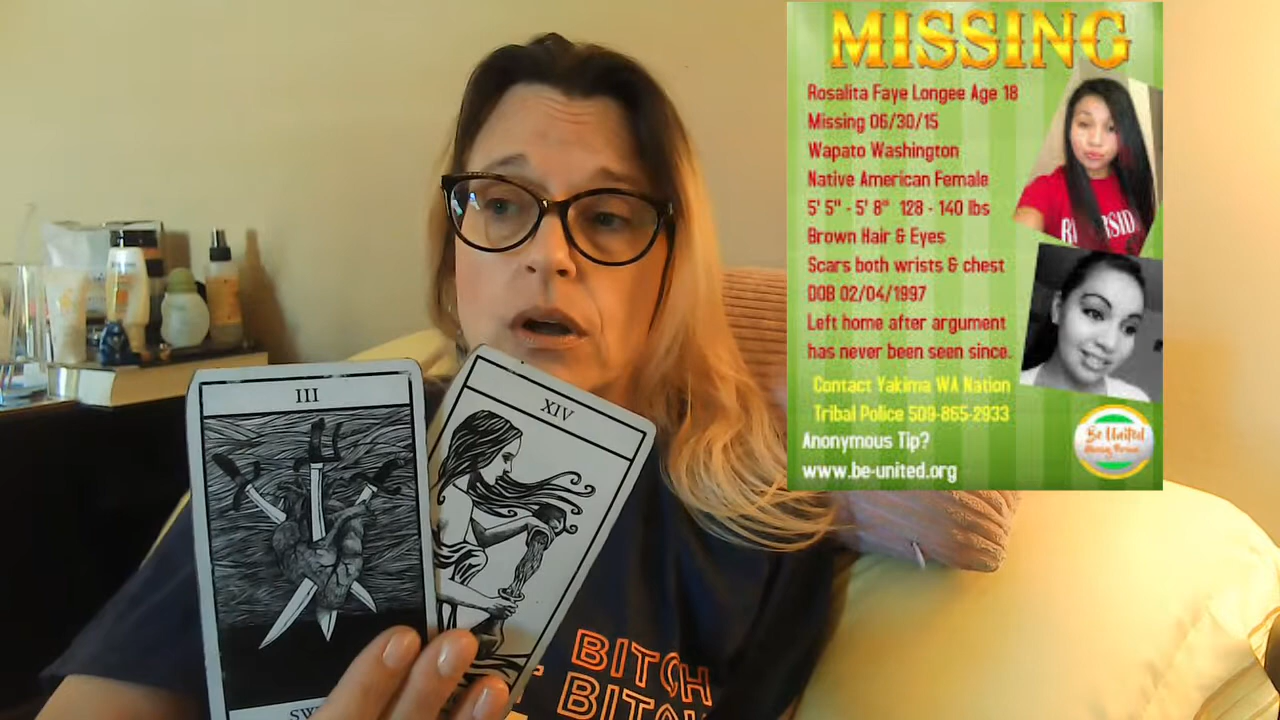 MISSING
Rosalita Faye Longee Age 18
Missing 06/30/15
Wapato Washington
Native American Female
5' 5" - 5' 8" 128 - 140 lbs
Brown Hair & Eyes
Scars both wrists & chest
DOB 02/04/1997
Left home after argument
has never been seen since.
Contact Yakima WA Nation
Tribal Police 509-865-2933
Anonymous Tip?
www.be-united.org
Be United
III
XIV
BITCH